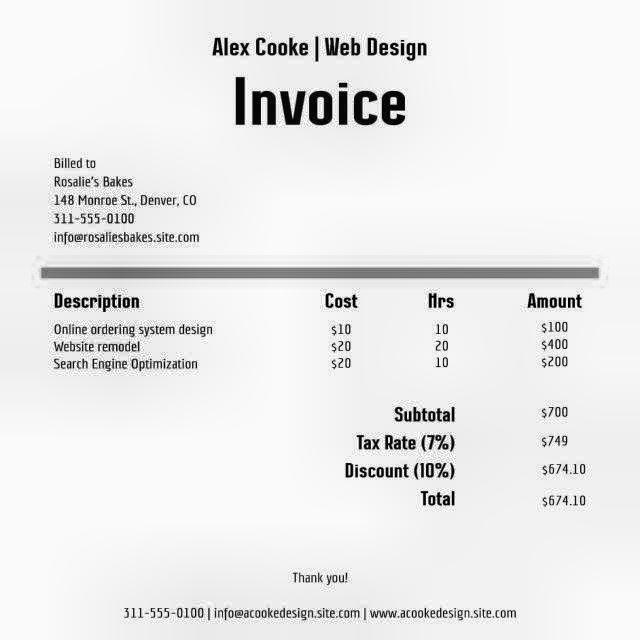 Alex Cooke | Web Design
Invoice
Billed to
Rosalie's Bakes
148 Monroe St., Denver, CO
311-555-0100
info@rosaliesbakes.site.com
Description Cost Hrs Amount
Online ordering system design $10 10 $100
Website remodel $20 20 $400
Search Engine Optimization $20 10 $200
Subtotal $700
Tax Rate (7%) $749
Discount (10%) $674.10
Total $674.10
Thank you!
311-555-0100 | info@acookedesign.site.com | www.acookedesign.site.com